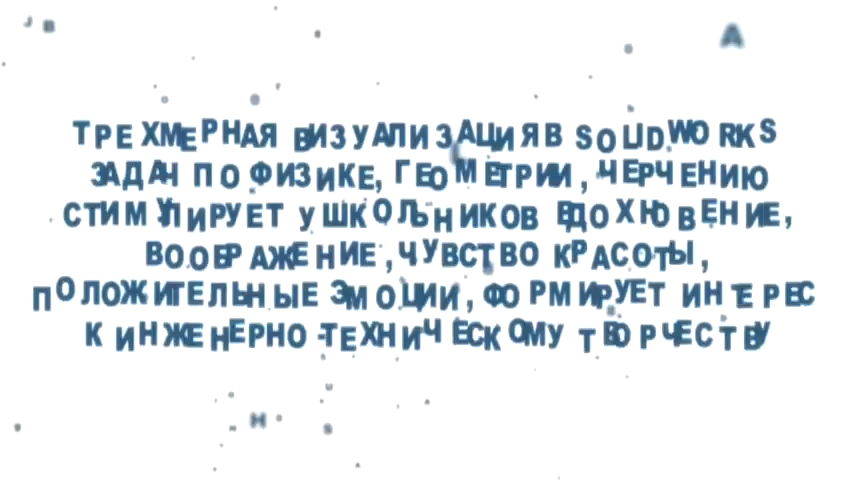 ТРЕХМЕРНАЯ ВИЗУАЛИЗАЦИЯ В SOLIDWORKS
ЗАДАЧ ПО ФИЗИКЕ, ГЕОМЕТРИИ, ЧЕРЧЕНИЮ
СТИМУЛИРУЕТ У ШКОЛЬНИКОВ ВДОХНОВЕНИЕ,
ВООБРАЖЕНИЕ, ЧУВСТВО КРАСОТЫ,
ПОЛОЖИТЕЛЬНЫЕ ЭМОЦИИ, ФОРМИРУЕТ ИНТЕРЕС
К ИНЖЕНЕРНО-ТЕХНИЧЕСКОМУ ТВОРЧЕСТВУ